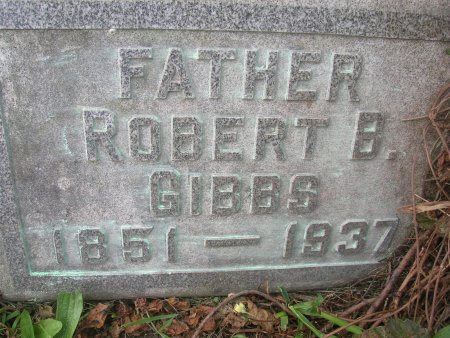 FATHER
ROBERT B.
GIBBS
1851 — 1937